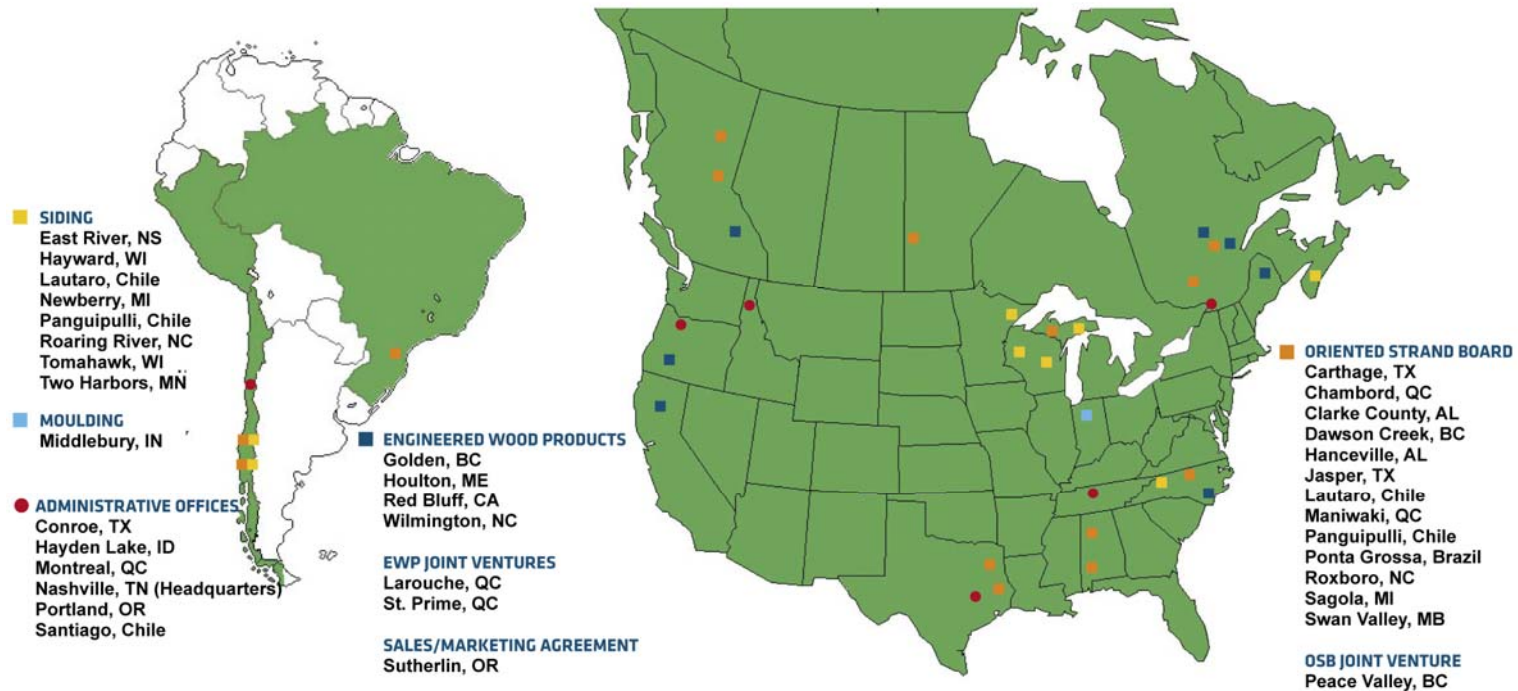 SIDING
East River, NS
Hayward, WI
Lautaro, Chile
Newberry, MI
Panguipulli, Chile
Roaring River, NC
Tomahawk, WI
Two Harbors, MN
MOULDING
Middlebury, IN
ADMINISTRATIVE OFFICES
Conroe, TX
Hayden Lake, ID
Montreal, QC
Nashville, TN (Headquarters)
Portland, OR
Santiago, Chile
ENGINEERED WOOD PRODUCTS
Golden, BC
Houlton, ME
Red Bluff, CA
Wilmington, NC
EWP JOINT VENTURES
Larouche, QC
St. Prime, QC
SALES/MARKETING AGREEMENT
Sutherlin, OR
ORIENTED STRAND BOARD
Carthage, TX
Chambord, QC
Clarke County, AL
Dawson Creek, BC
Hanceville, AL
Jasper, TX
Lautaro, Chile
Maniwaki, QC
Panguipulli, Chile
Ponta Grossa, Brazil
Roxboro, NC
Sagola, MI
Swan Valley, MB
OSB JOINT VENTURE
Peace Valley, BC